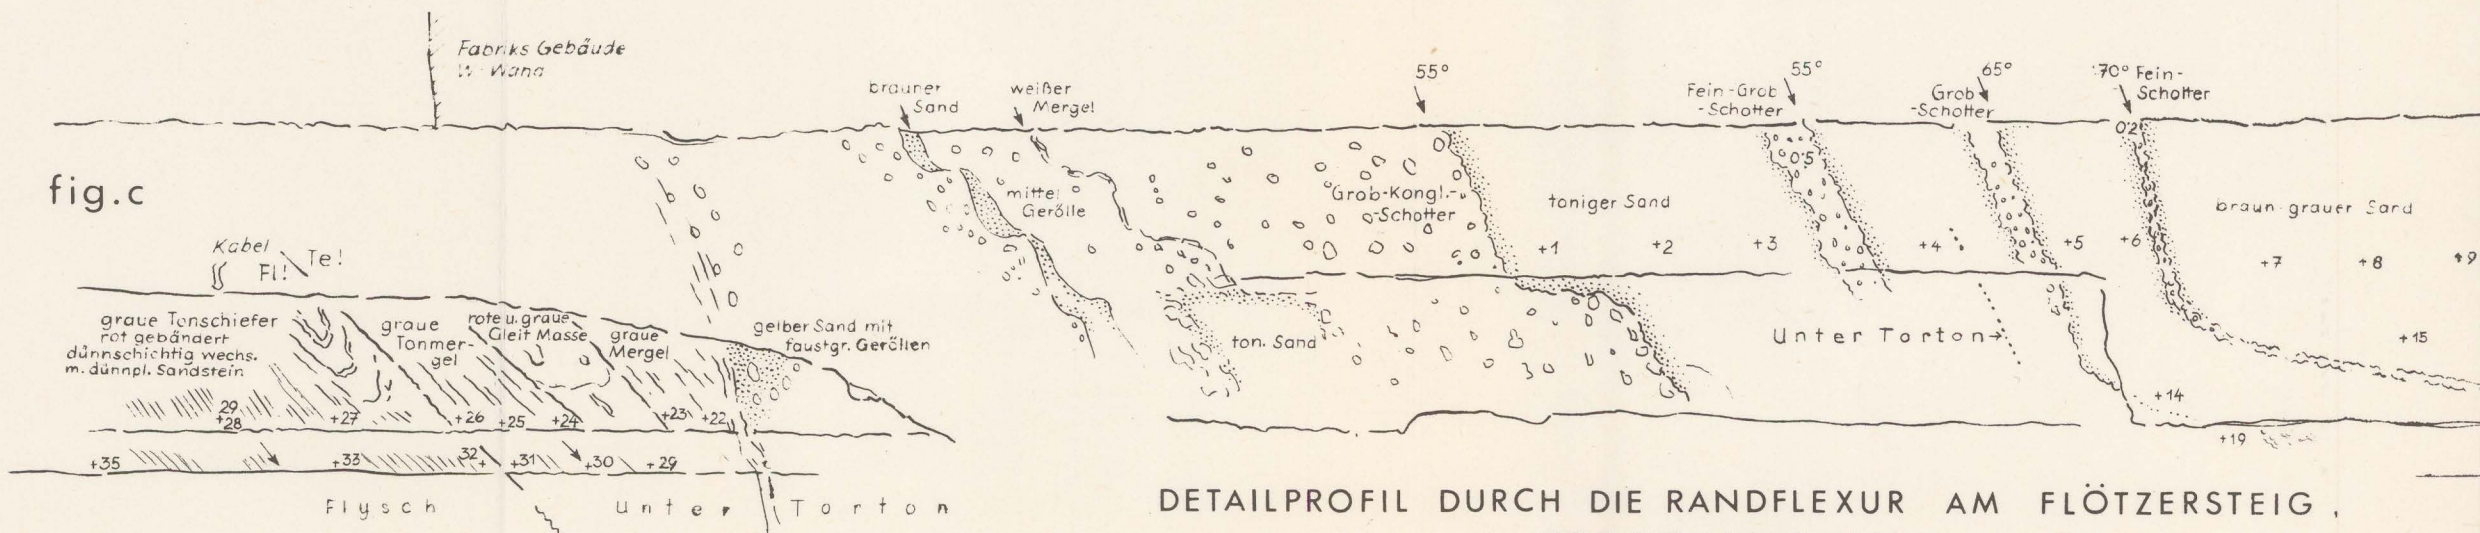 Fabriks Gebäude
W-Wand
brauner
Sand
weißer
Mergel
55°
Fein-Grob
-Schotter
55°
65°
Grob
-Schotter
70° Fein-
Schotter
0'2
0'5
fig.c
mittel
Gerölle
Grob-Kongl.-
-Schotter
toniger Sand
braun-grauer Sand
+1
+2
+3
+4
+5
+6
+7
+8
+9
Kabel
Fl!
Te!
graue Tonschiefer
rot gebändert
dünnschichtig wechs.
m. dünnpl. Sandstein
graue
Tonmer-
gel
rote u. graue
Gleit Masse
graue
Mergel
gelber Sand mit
faustgr. Geröllen
ton. Sand
Unter Torton
+15
+14
+19
29
+28
+27
+26
+25
+24
+23
+22
+35
+33
32+
+31
+30
+29
Flysch
Unter Torton
DETAILPROFIL DURCH DIE RANDFLEXUR AM FLÖTZERSTEIG.